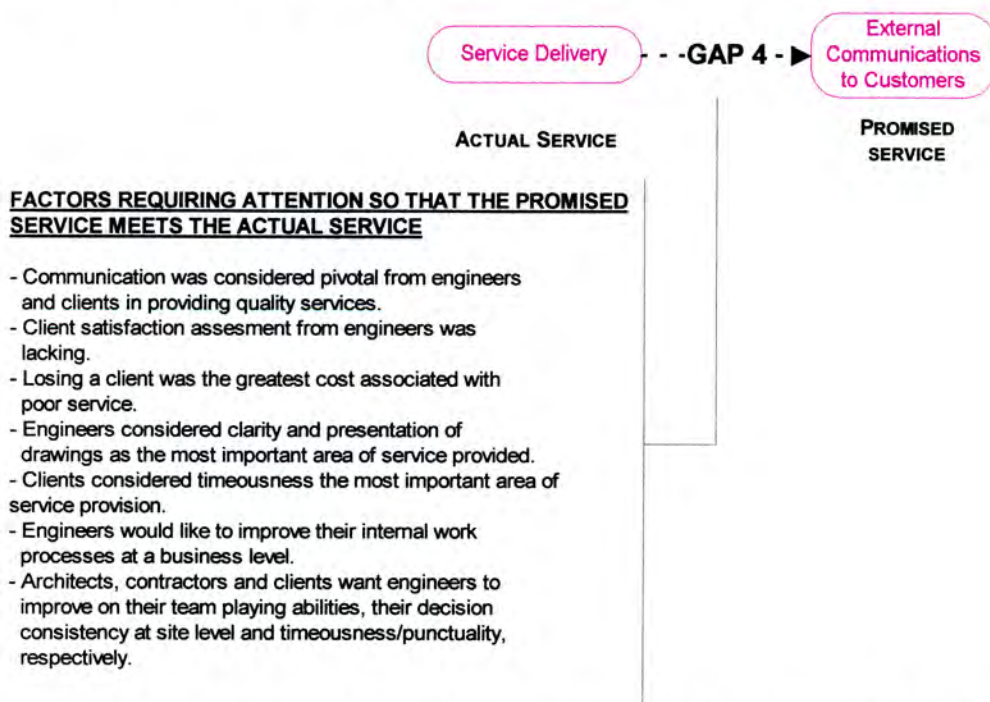 Service Delivery
- - -GAP 4 -
External
Communications
to Customers
ACTUAL SERVICE
PROMISED
SERVICE
FACTORS REQUIRING ATTENTION SO THAT THE PROMISED
SERVICE MEETS THE ACTUAL SERVICE
- Communication was considered pivotal from engineers
and clients in providing quality services.
- Client satisfaction assesment from engineers was
lacking.
- Losing a client was the greatest cost associated with
poor service.
- Engineers considered clarity and presentation of
drawings as the most important area of service provided.
- Clients considered timeousness the most important area of
service provision.
- Engineers would like to improve their internal work
processes at a business level.
- Architects, contractors and clients want engineers to
improve on their team playing abilities, their decision
consistency at site level and timeousness/punctuality,
respectively.